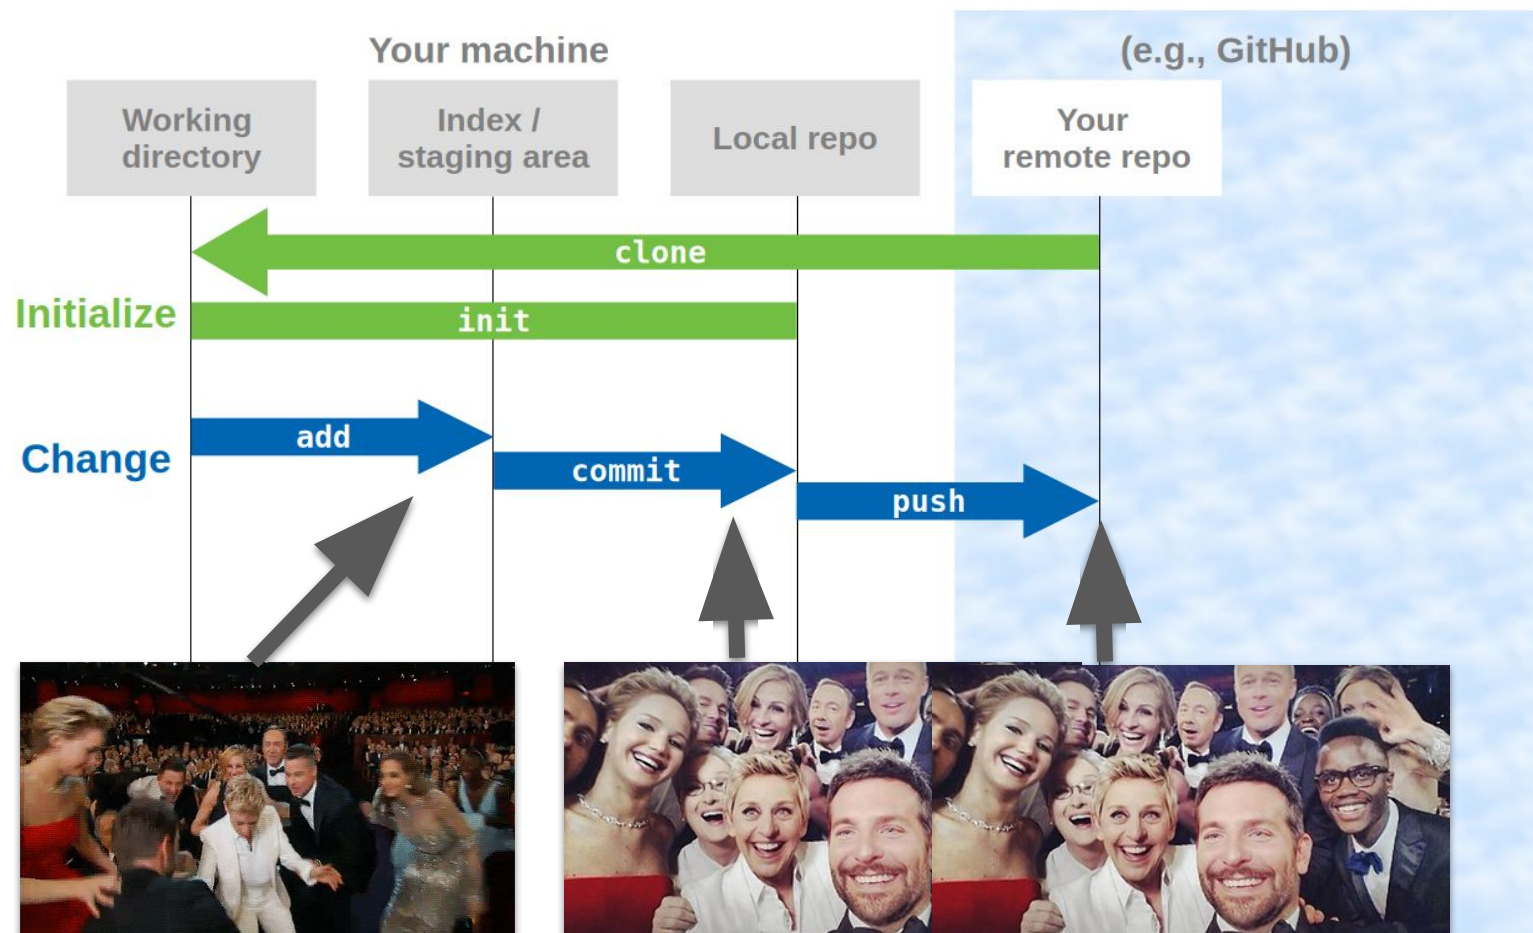 Your machine
(e.g., GitHub)
Working
directory
Index /
staging area
Local repo
Your
remote repo
clone
Initialize
init
add
Change
commit
push